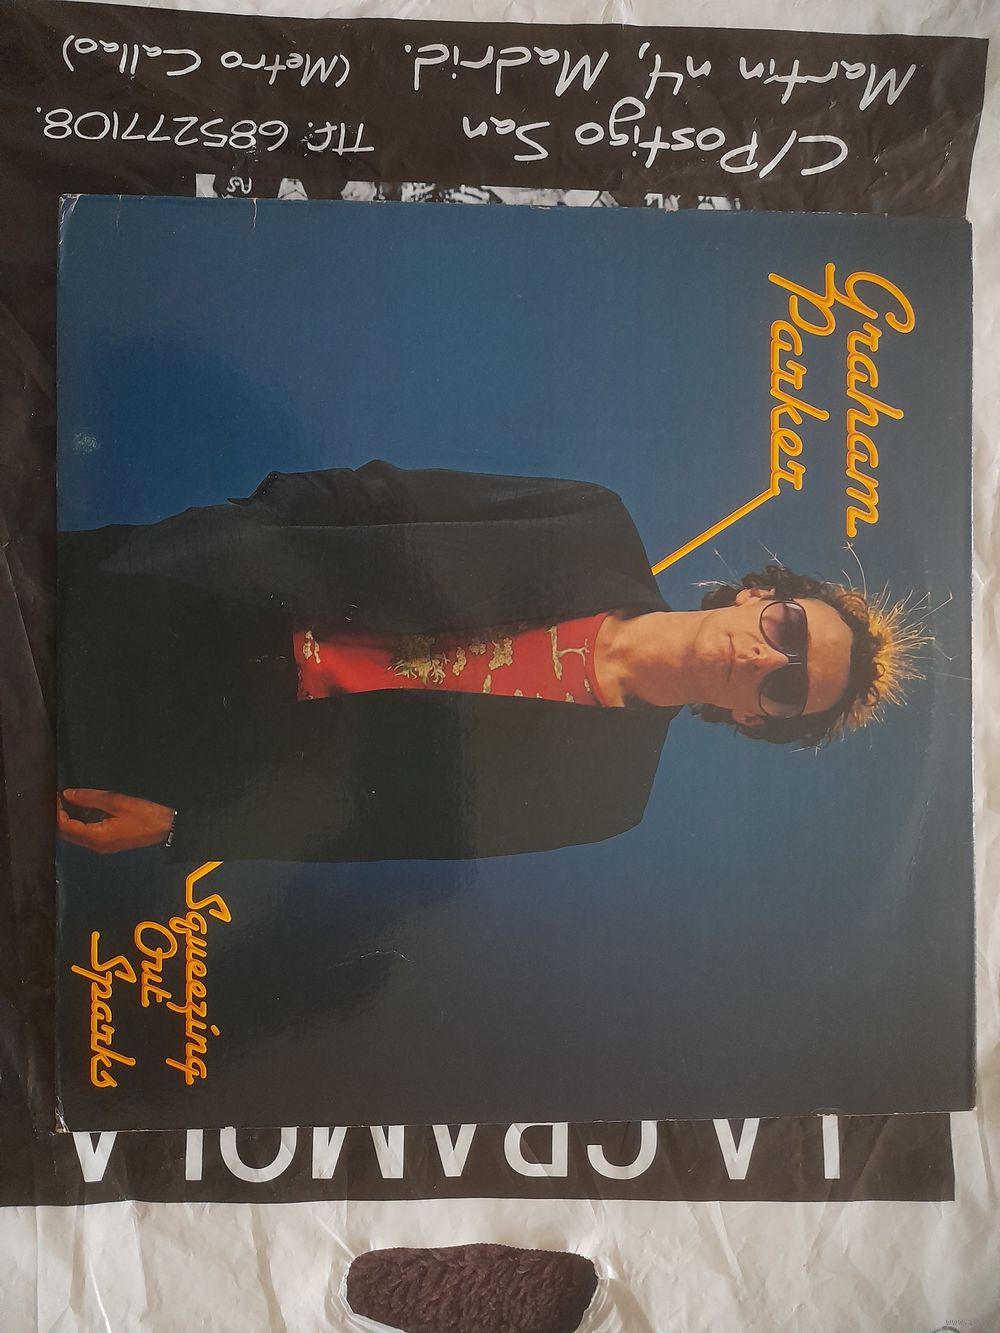 Graham
Parker
Squeezing
Out
Sparks
LA GRAMOLA
C/Postigo San
Martin nº4, Madrid.
Tlf: 685277108.
(Metro Callao)